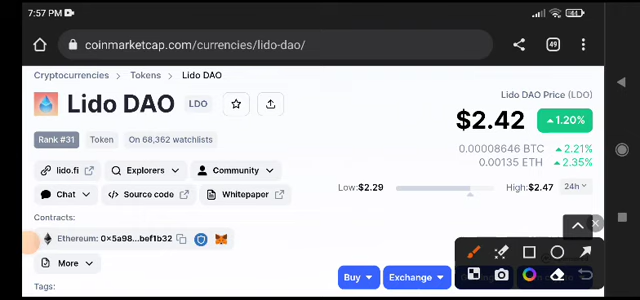 7:57 PM
44
coinmarketcap.com/currencies/lido-dao/
49
Cryptocurrencies > Tokens > Lido DAO
Lido DAO LDO
Rank #31 Token On 68,362 watchlists
lido.fi Explorers Community
Chat Source code Whitepaper
Contracts:
Ethereum: 0x5a98...bef1b32
More
Tags:
Lido DAO Price (LDO)
$2.42 1.20%
0.00008646 BTC 2.21%
0.00135 ETH 2.35%
Low: $2.29 High: $2.47 24h
Buy Exchange